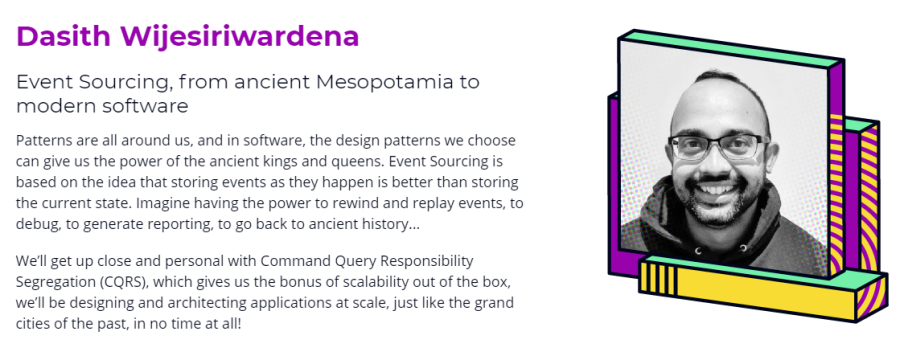 Dasith Wijesiriwardena
Event Sourcing, from ancient Mesopotamia to
modern software
Patterns are all around us, and in software, the design patterns we choose
can give us the power of the ancient kings and queens. Event Sourcing is
based on the idea that storing events as they happen is better than storing
the current state. Imagine having the power to rewind and replay events, to
debug, to generate reporting, to go back to ancient history...
We’ll get up close and personal with Command Query Responsibility
Segregation (CQRS), which gives us the bonus of scalability out of the box,
we’ll be designing and architecting applications at scale, just like the grand
cities of the past, in no time at all!